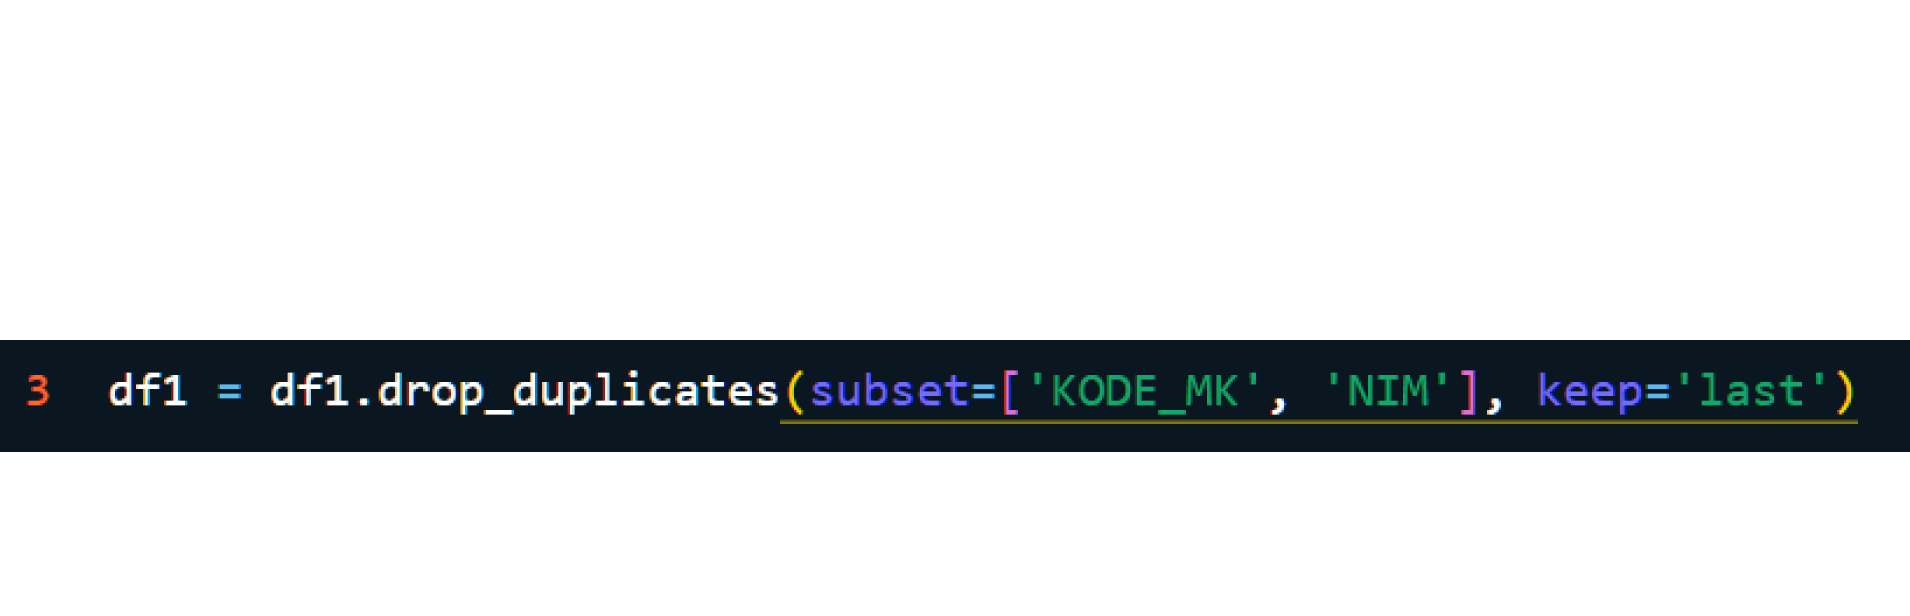 3 df1 = df1.drop_duplicates(subset=['KODE_MK', 'NIM'], keep='last')